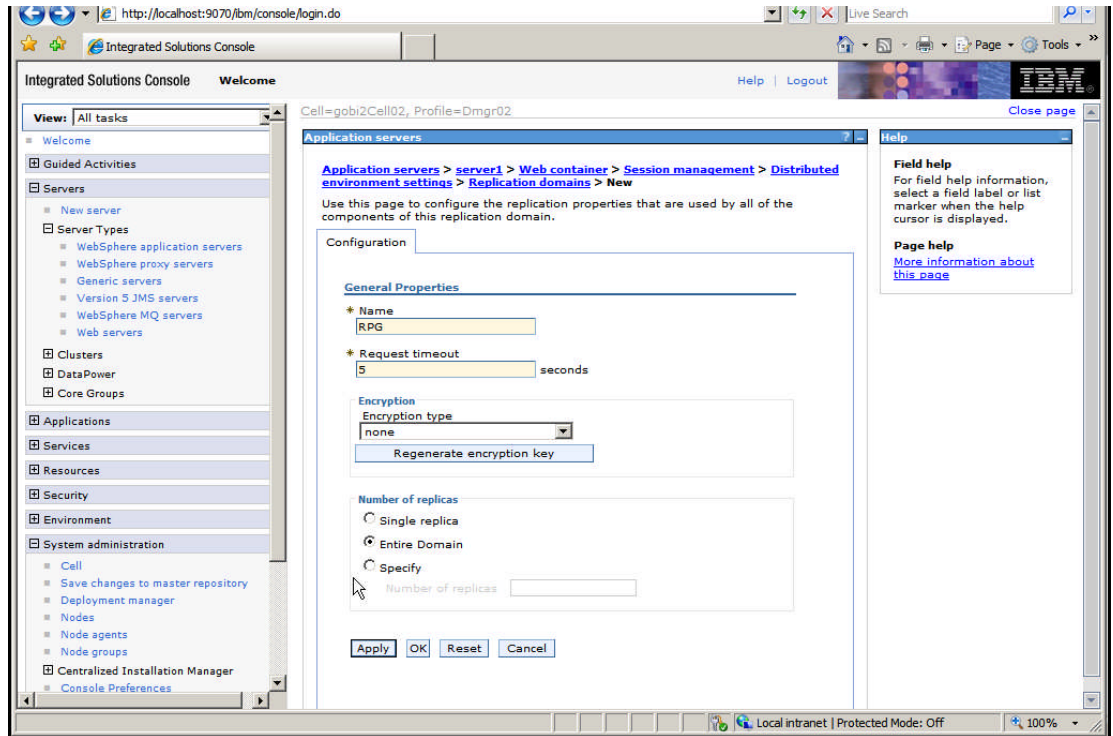 http://localhost:9070/ibm/console/login.do
Live Search
Integrated Solutions Console
Page
Tools
Integrated Solutions Console Welcome
Help | Logout
IBM
View: All tasks
Welcome
Guided Activities
Servers
New server
Server Types
WebSphere application servers
WebSphere proxy servers
Generic servers
Version 5 JMS servers
WebSphere MQ servers
Web servers
Clusters
DataPower
Core Groups
Applications
Services
Resources
Security
Environment
System administration
Cell
Save changes to master repository
Deployment manager
Nodes
Node agents
Node groups
Centralized Installation Manager
Console Preferences
Cell=gobi2Cell02, Profile=Dmgr02
Close page
Application servers
? -
Application servers > server1 > Web container > Session management > Distributed
environment settings > Replication domains > New
Use this page to configure the replication properties that are used by all of the
components of this replication domain.
Configuration
General Properties
* Name
RPG
* Request timeout
5 seconds
Encryption
Encryption type
none
Regenerate encryption key
Number of replicas
Single replica
Entire Domain
Specify
Number of replicas
Apply OK Reset Cancel
Help
Field help
For field help information,
select a field label or list
marker when the help
cursor is displayed.
Page help
More information about
this page
Local intranet | Protected Mode: Off
100%